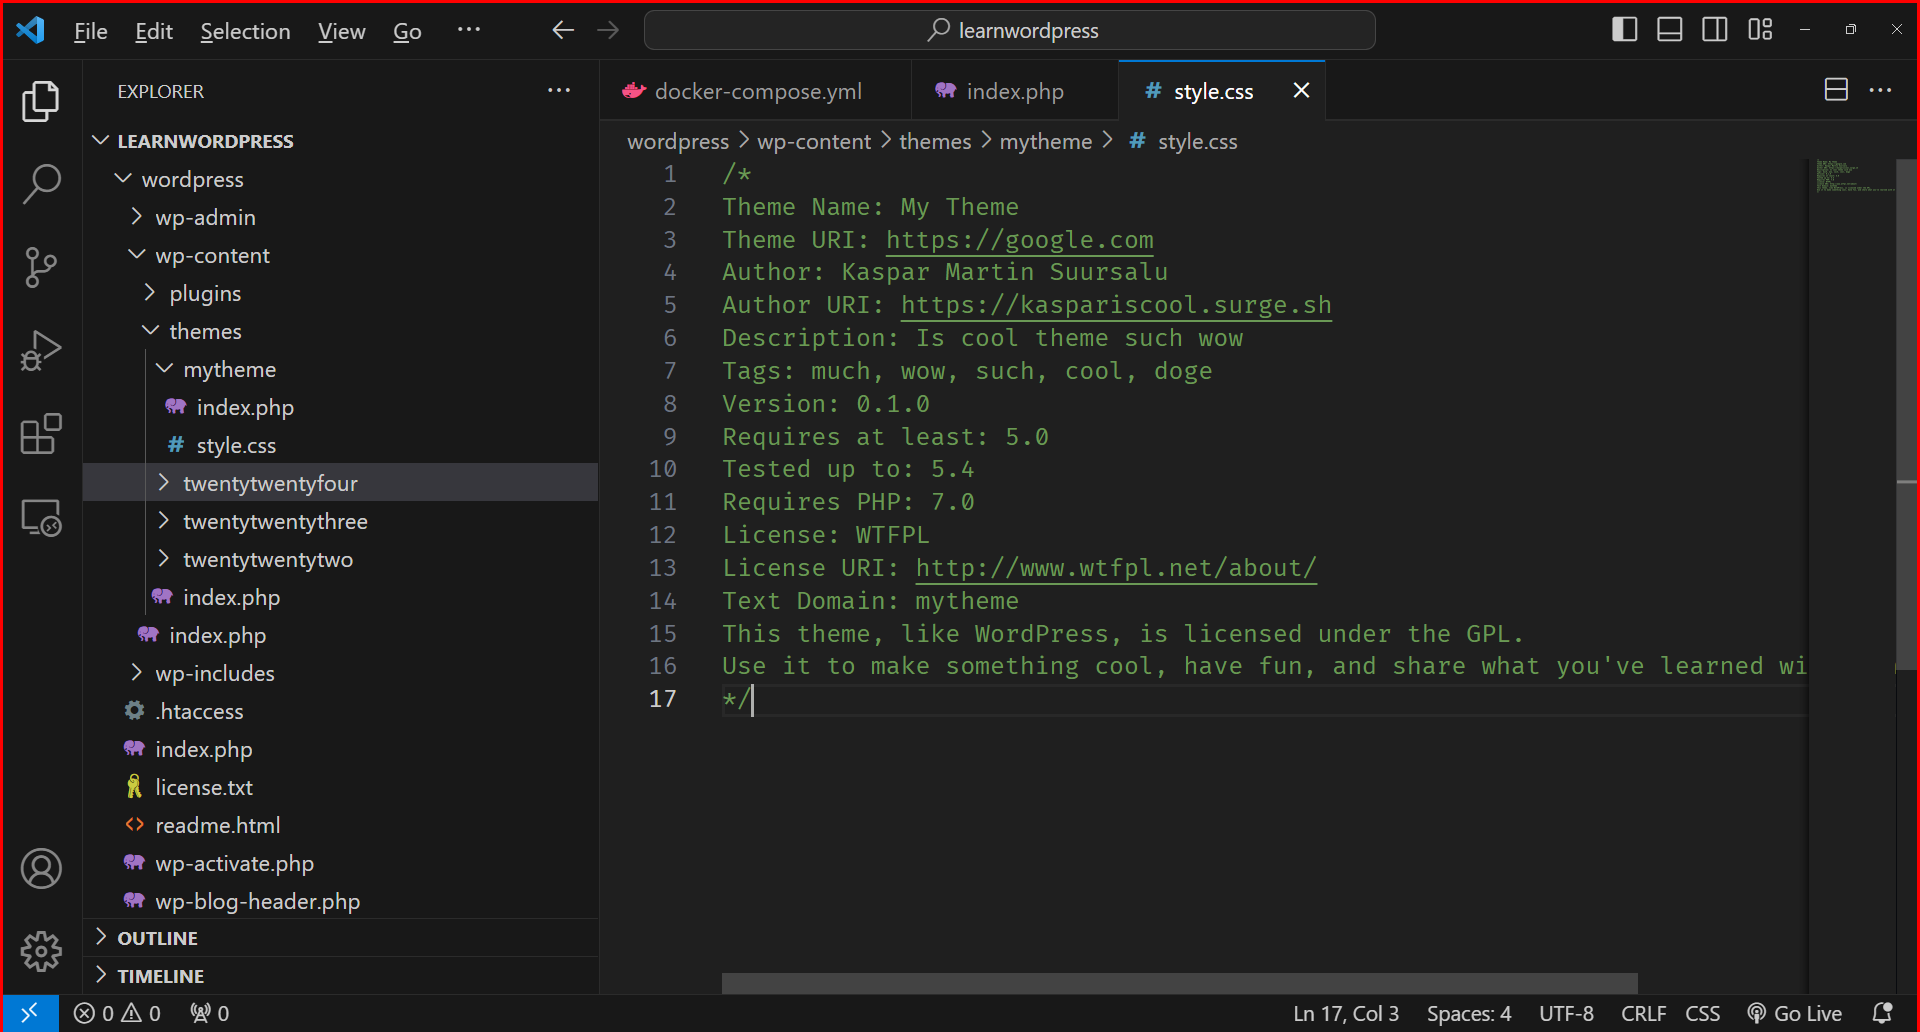 File Edit Selection View Go ··· learnwordpress
EXPLORER ···
LEARNWORDPRESS
wordpress
wp-admin
wp-content
plugins
themes
mytheme
index.php
style.css
twentytwentyfour
twentytwentythree
twentytwentytwo
index.php
index.php
wp-includes
.htaccess
index.php
license.txt
readme.html
wp-activate.php
wp-blog-header.php
OUTLINE
TIMELINE
docker-compose.yml index.php # style.css
wordpress > wp-content > themes > mytheme > # style.css
1 /*
2 Theme Name: My Theme
3 Theme URI: https://google.com
4 Author: Kaspar Martin Suursalu
5 Author URI: https://kaspariscool.surge.sh
6 Description: Is cool theme such wow
7 Tags: much, wow, such, cool, doge
8 Version: 0.1.0
9 Requires at least: 5.0
10 Tested up to: 5.4
11 Requires PHP: 7.0
12 License: WTFPL
13 License URI: http://www.wtfpl.net/about/
14 Text Domain: mytheme
15 This theme, like WordPress, is licensed under the GPL.
16 Use it to make something cool, have fun, and share what you've learned wi
17 */
0 0 0 Ln 17, Col 3 Spaces: 4 UTF-8 CRLF CSS Go Live